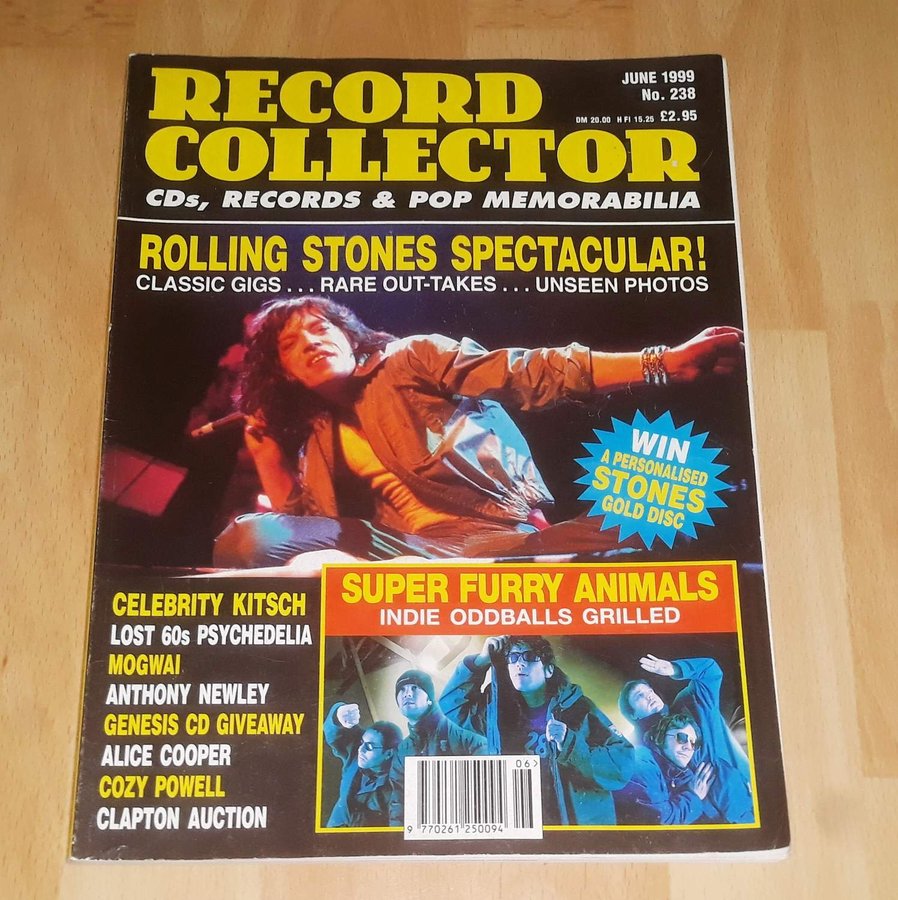 RECORD
COLLECTOR
JUNE 1999
No. 238
DM 20.00 H FI 15.25 £2.95
CDs, RECORDS & POP MEMORABILIA
ROLLING STONES SPECTACULAR!
CLASSIC GIGS . . . RARE OUT-TAKES . . . UNSEEN PHOTOS
WIN
A PERSONALISED
STONES
GOLD DISC
SUPER FURRY ANIMALS
INDIE ODDBALLS GRILLED
CELEBRITY KITSCH
LOST 60s PSYCHEDELIA
MOGWAI
ANTHONY NEWLEY
GENESIS CD GIVEAWAY
ALICE COOPER
COZY POWELL
CLAPTON AUCTION
28
06>
9 770261 250094